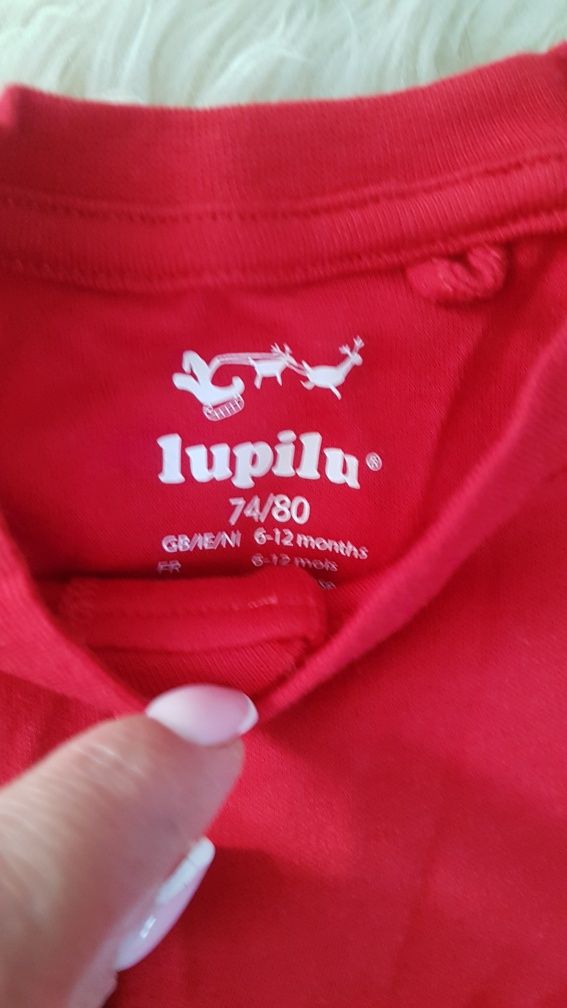 lupilu®
74/80
GB/IE/NI 6-12 months
FR 6-12 mois